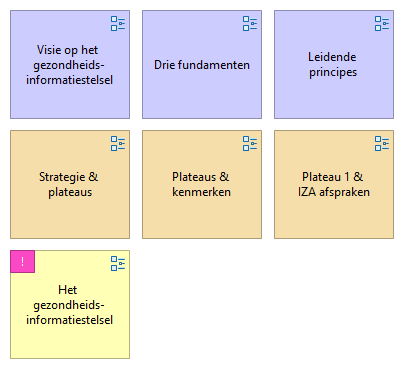 Visie op het
gezondheids-
informatiestelsel
Drie fundamenten
Leidende
principes
Strategie &
plateaus
Plateaus &
kenmerken
Plateau 1 &
IZA afspraken
!
Het
gezondheids-
informatiestelsel